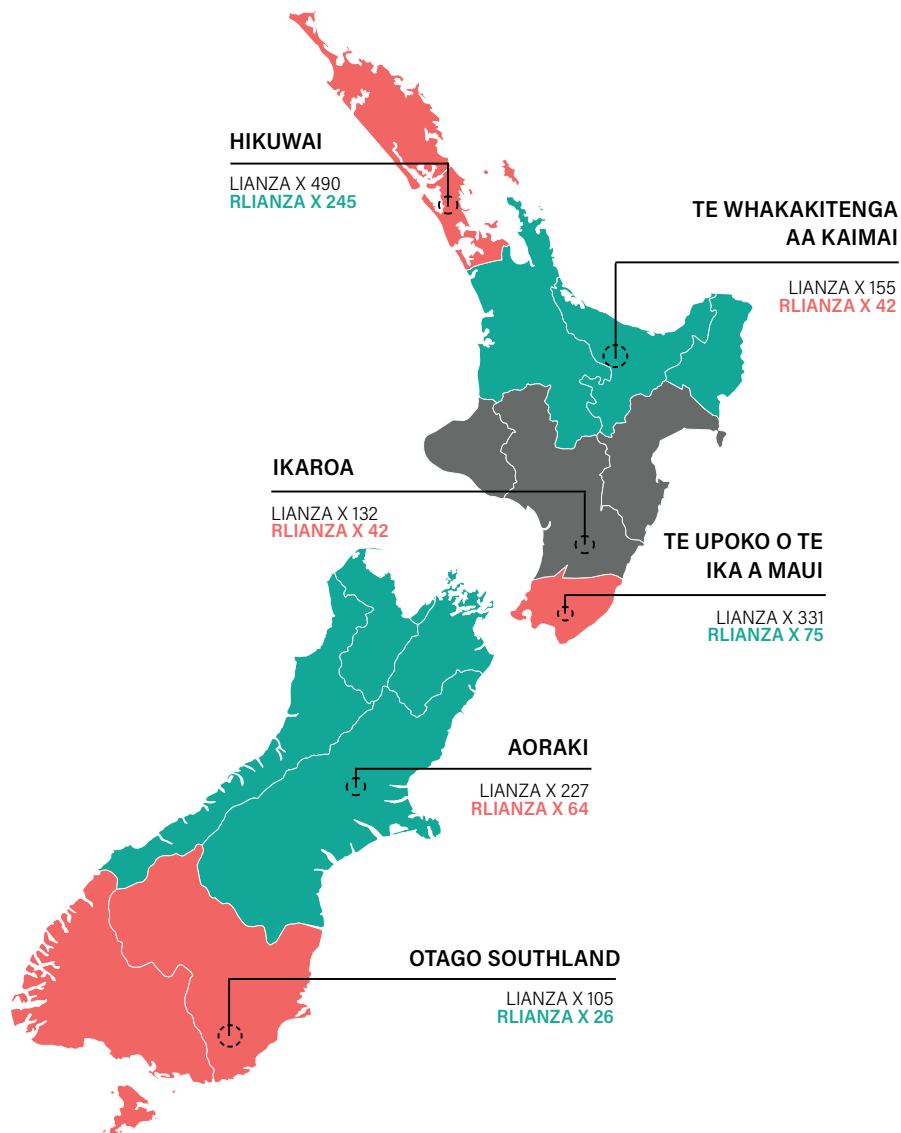 HIKUWAI
LIANZA X 490
RLIANZA X 245
TE WHAKAKITENGA
AA KAIMAI
LIANZA X 155
RLIANZA X 42
IKAROA
LIANZA X 132
RLIANZA X 42
TE UPOKO O TE
IKA A MAUI
LIANZA X 331
RLIANZA X 75
AORAKI
LIANZA X 227
RLIANZA X 64
OTAGO SOUTHLAND
LIANZA X 105
RLIANZA X 26